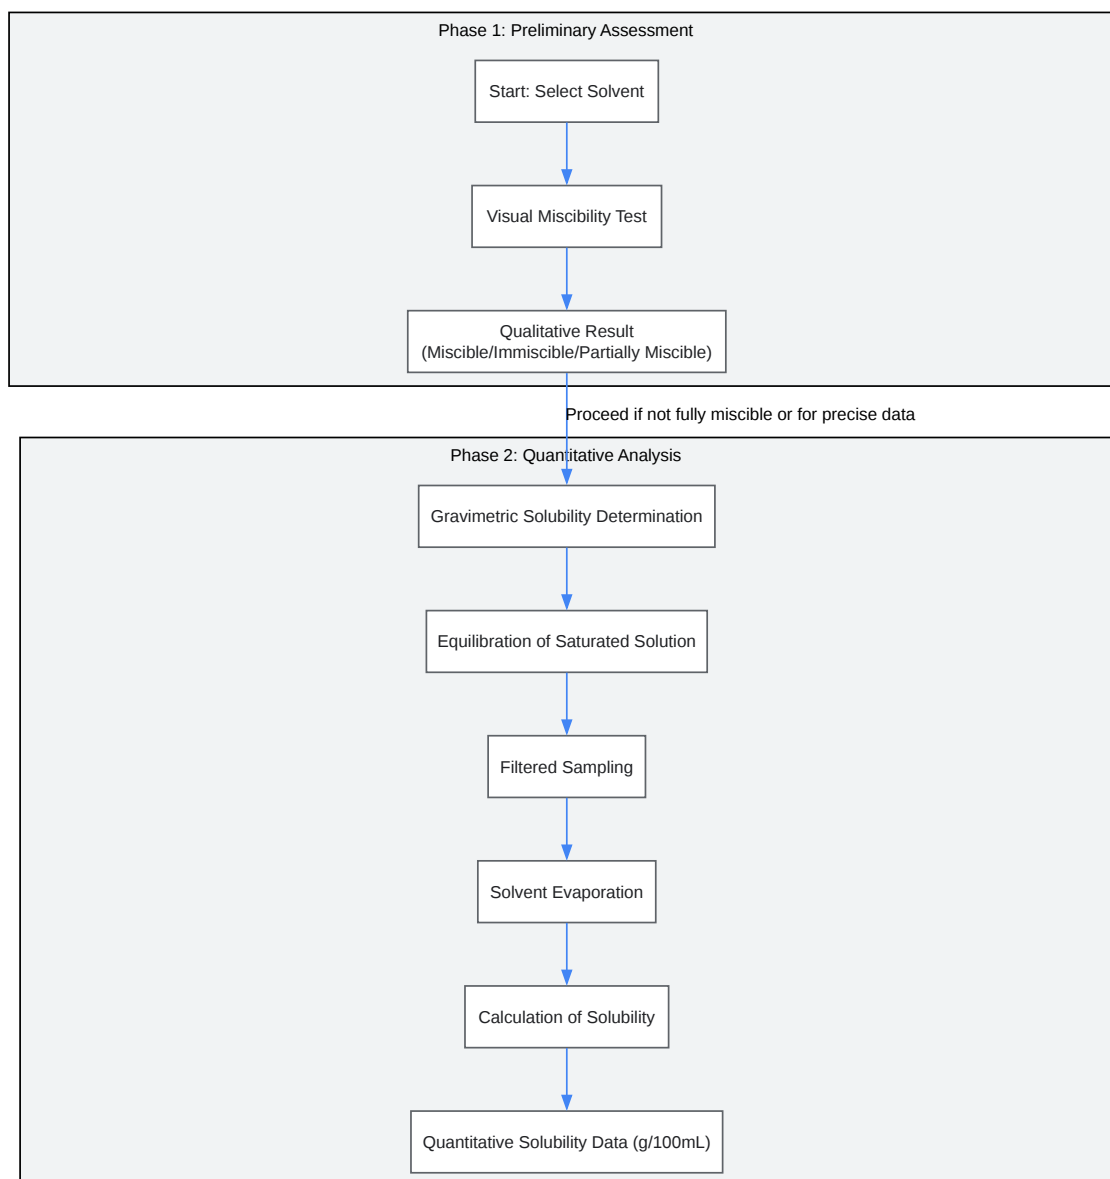 Phase 1: Preliminary Assessment
Start: Select Solvent
Visual Miscibility Test
Qualitative Result
(Miscible/Immiscible/Partially Miscible)
Proceed if not fully miscible or for precise data
Phase 2: Quantitative Analysis
Gravimetric Solubility Determination
Equilibration of Saturated Solution
Filtered Sampling
Solvent Evaporation
Calculation of Solubility
Quantitative Solubility Data (g/100mL)